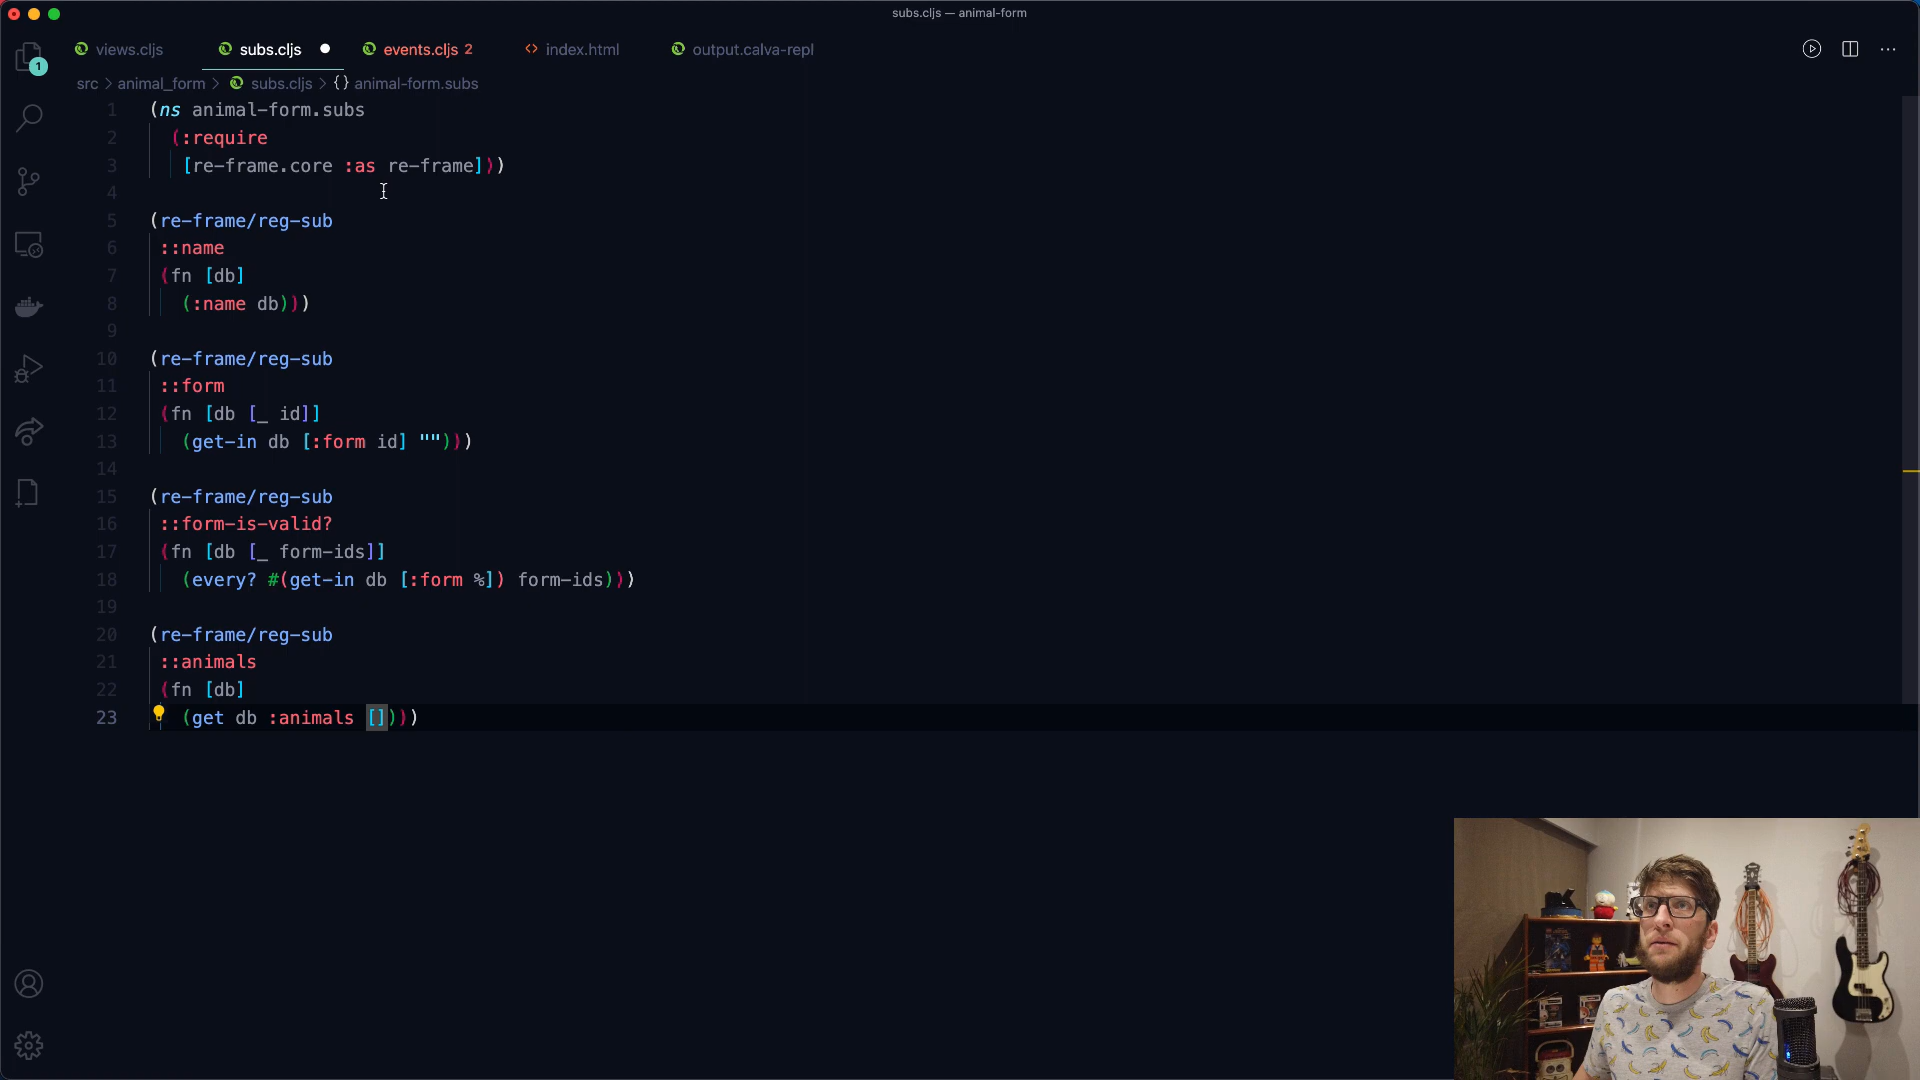 subs.cljs — animal-form
views.cljs subs.cljs events.cljs 2 index.html output.calva-repl
1
src > animal_form > subs.cljs > {} animal-form.subs
1 (ns animal-form.subs
2 (:require
3 [re-frame.core :as re-frame]))
4
5 (re-frame/reg-sub
6 ::name
7 (fn [db]
8 (:name db)))
9
10 (re-frame/reg-sub
11 ::form
12 (fn [db [_ id]]
13 (get-in db [:form id] "")))
14
15 (re-frame/reg-sub
16 ::form-is-valid?
17 (fn [db [_ form-ids]]
18 (every? #(get-in db [:form %]) form-ids)))
19
20 (re-frame/reg-sub
21 ::animals
22 (fn [db]
23 (get db :animals [])))